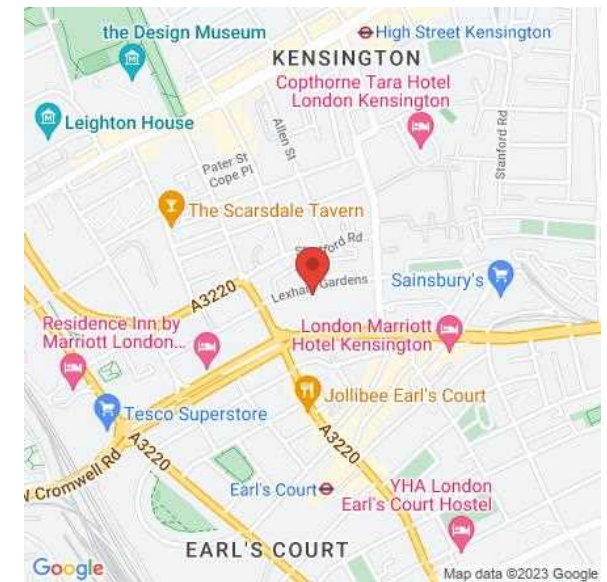 the Design Museum
High Street Kensington
KENSINGTON
Copthorne Tara Hotel
London Kensington
Leighton House
Allen St
Stanford Rd
Pater St
Cope Pl
The Scarsdale Tavern
Rd
Gardens
Sainsbury's
A3220
Residence Inn by
Marriott London...
London Marriott
Hotel Kensington
Jollibee Earl's Court
Tesco Superstore
A3220
A3220
Cromwell Rd
Earl's Court
YHA London
Earl's Court Hostel
EARL'S COURT
Google
Map data ©2023 Google